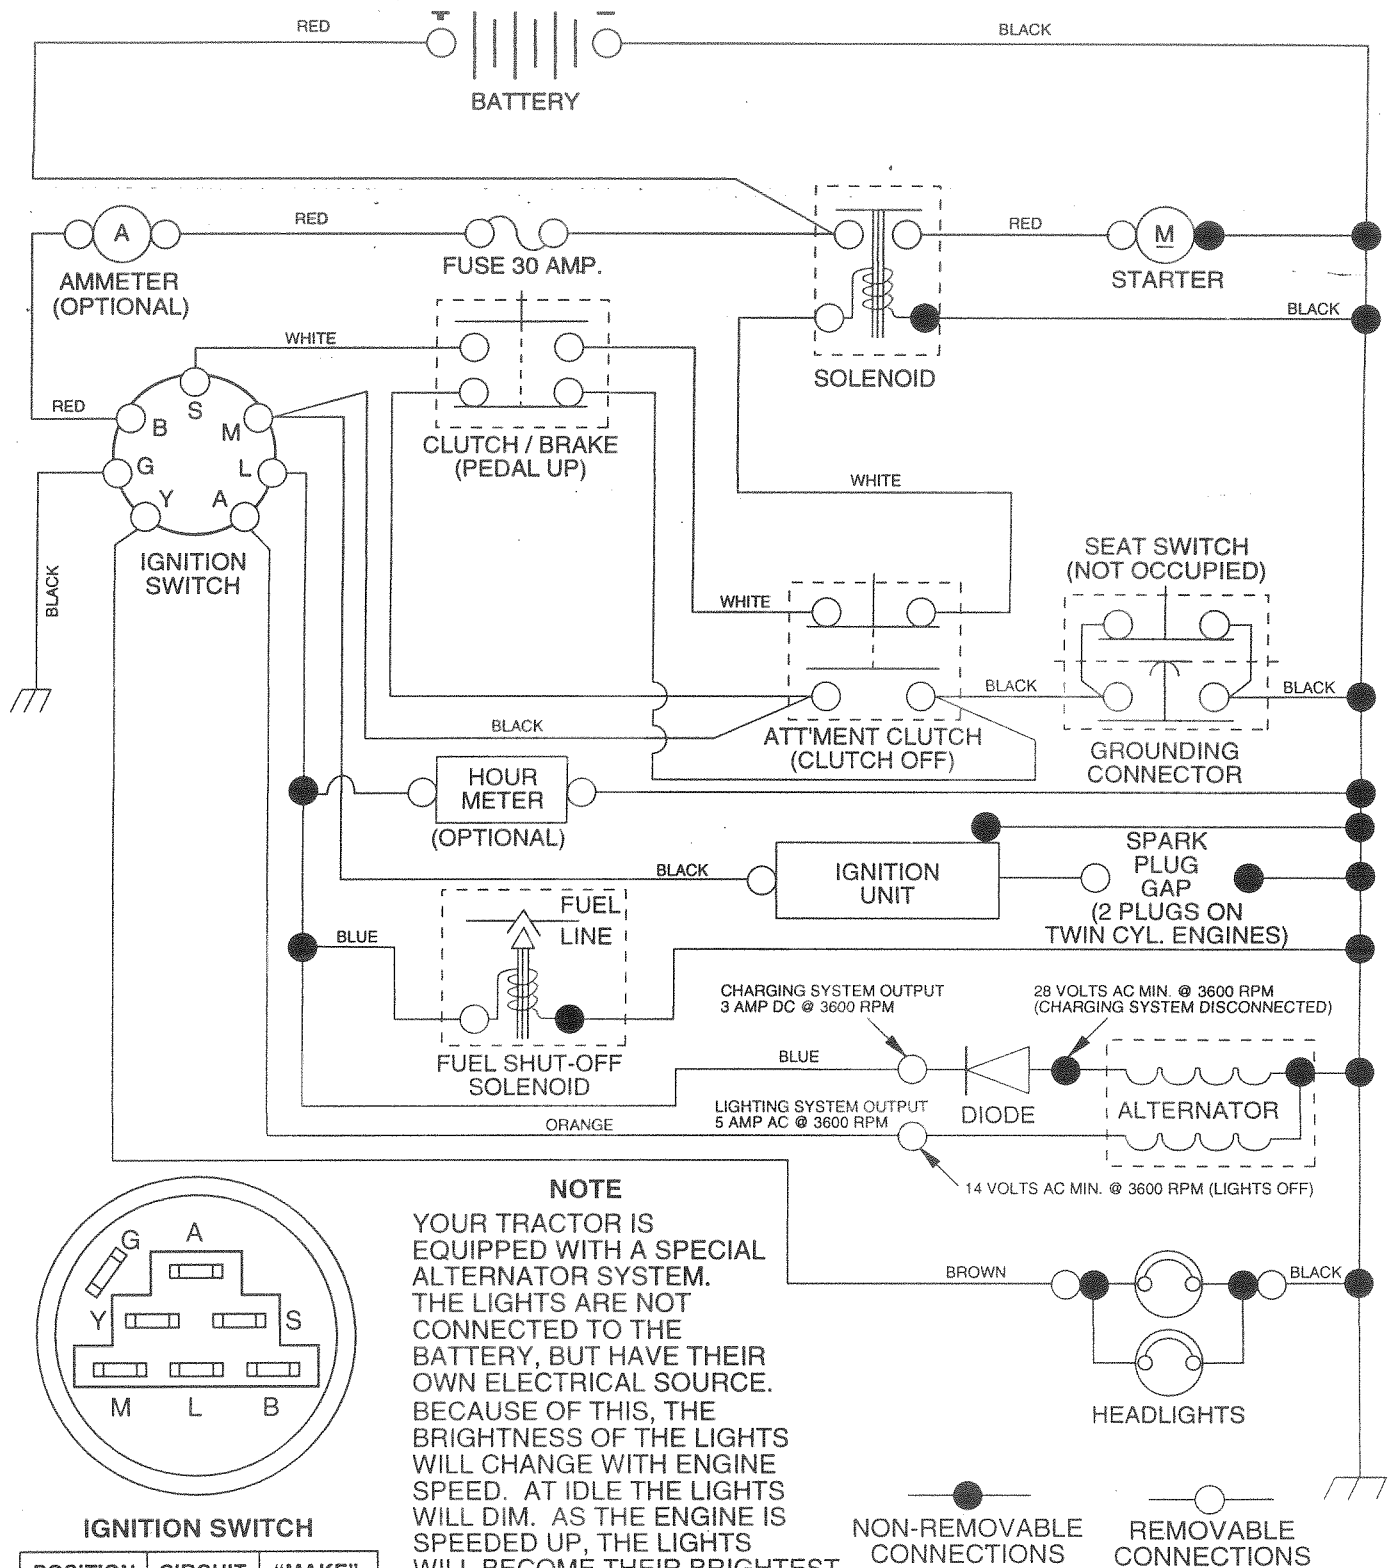 +
−
RED
BLACK
BATTERY
RED
A
FUSE 30 AMP.
AMMETER
(OPTIONAL)
RED
M
STARTER
BLACK
SOLENOID
WHITE
RED
S
B
M
G
L
Y
A
IGNITION
SWITCH
BLACK
CLUTCH / BRAKE
(PEDAL UP)
WHITE
WHITE
SEAT SWITCH
(NOT OCCUPIED)
BLACK
BLACK
BLACK
ATT'MENT CLUTCH
(CLUTCH OFF)
GROUNDING
CONNECTOR
HOUR
METER
(OPTIONAL)
BLACK
IGNITION
UNIT
SPARK
PLUG
GAP
(2 PLUGS ON
TWIN CYL. ENGINES)
FUEL
LINE
BLUE
FUEL SHUT-OFF
SOLENOID
CHARGING SYSTEM OUTPUT
3 AMP DC @ 3600 RPM
28 VOLTS AC MIN. @ 3600 RPM
(CHARGING SYSTEM DISCONNECTED)
BLUE
DIODE
ALTERNATOR
LIGHTING SYSTEM OUTPUT
5 AMP AC @ 3600 RPM
ORANGE
14 VOLTS AC MIN. @ 3600 RPM (LIGHTS OFF)
BROWN
BLACK
HEADLIGHTS
G
A
Y
S
M
L
B
IGNITION SWITCH
POSITION CIRCUIT "MAKE"
NOTE
YOUR TRACTOR IS
EQUIPPED WITH A SPECIAL
ALTERNATOR SYSTEM.
THE LIGHTS ARE NOT
CONNECTED TO THE
BATTERY, BUT HAVE THEIR
OWN ELECTRICAL SOURCE.
BECAUSE OF THIS, THE
BRIGHTNESS OF THE LIGHTS
WILL CHANGE WITH ENGINE
SPEED. AT IDLE THE LIGHTS
WILL DIM. AS THE ENGINE IS
SPEEDED UP, THE LIGHTS
WILL BECOME THEIR BRIGHTEST
NON-REMOVABLE
CONNECTIONS
REMOVABLE
CONNECTIONS